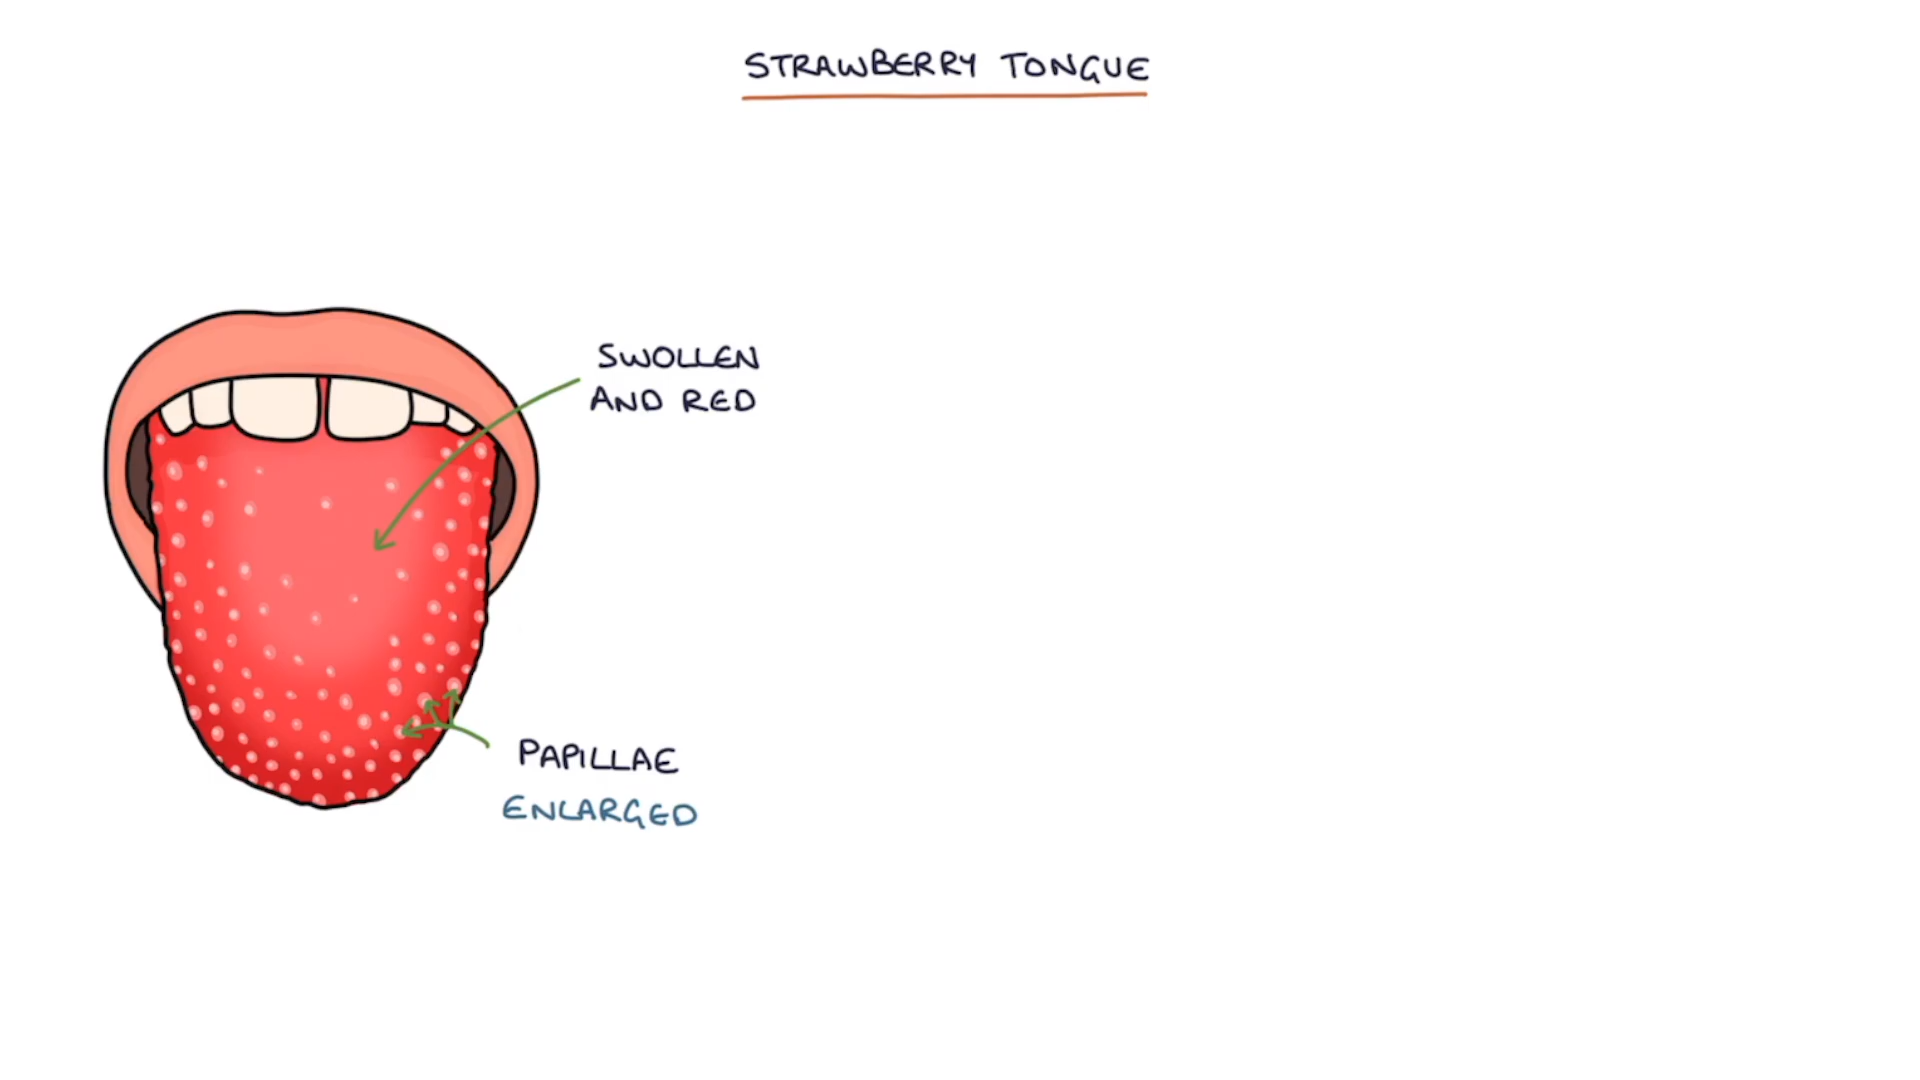 STRAWBERRY TONGUE
SWOLLEN
AND RED
PAPILLAE
ENLARGED